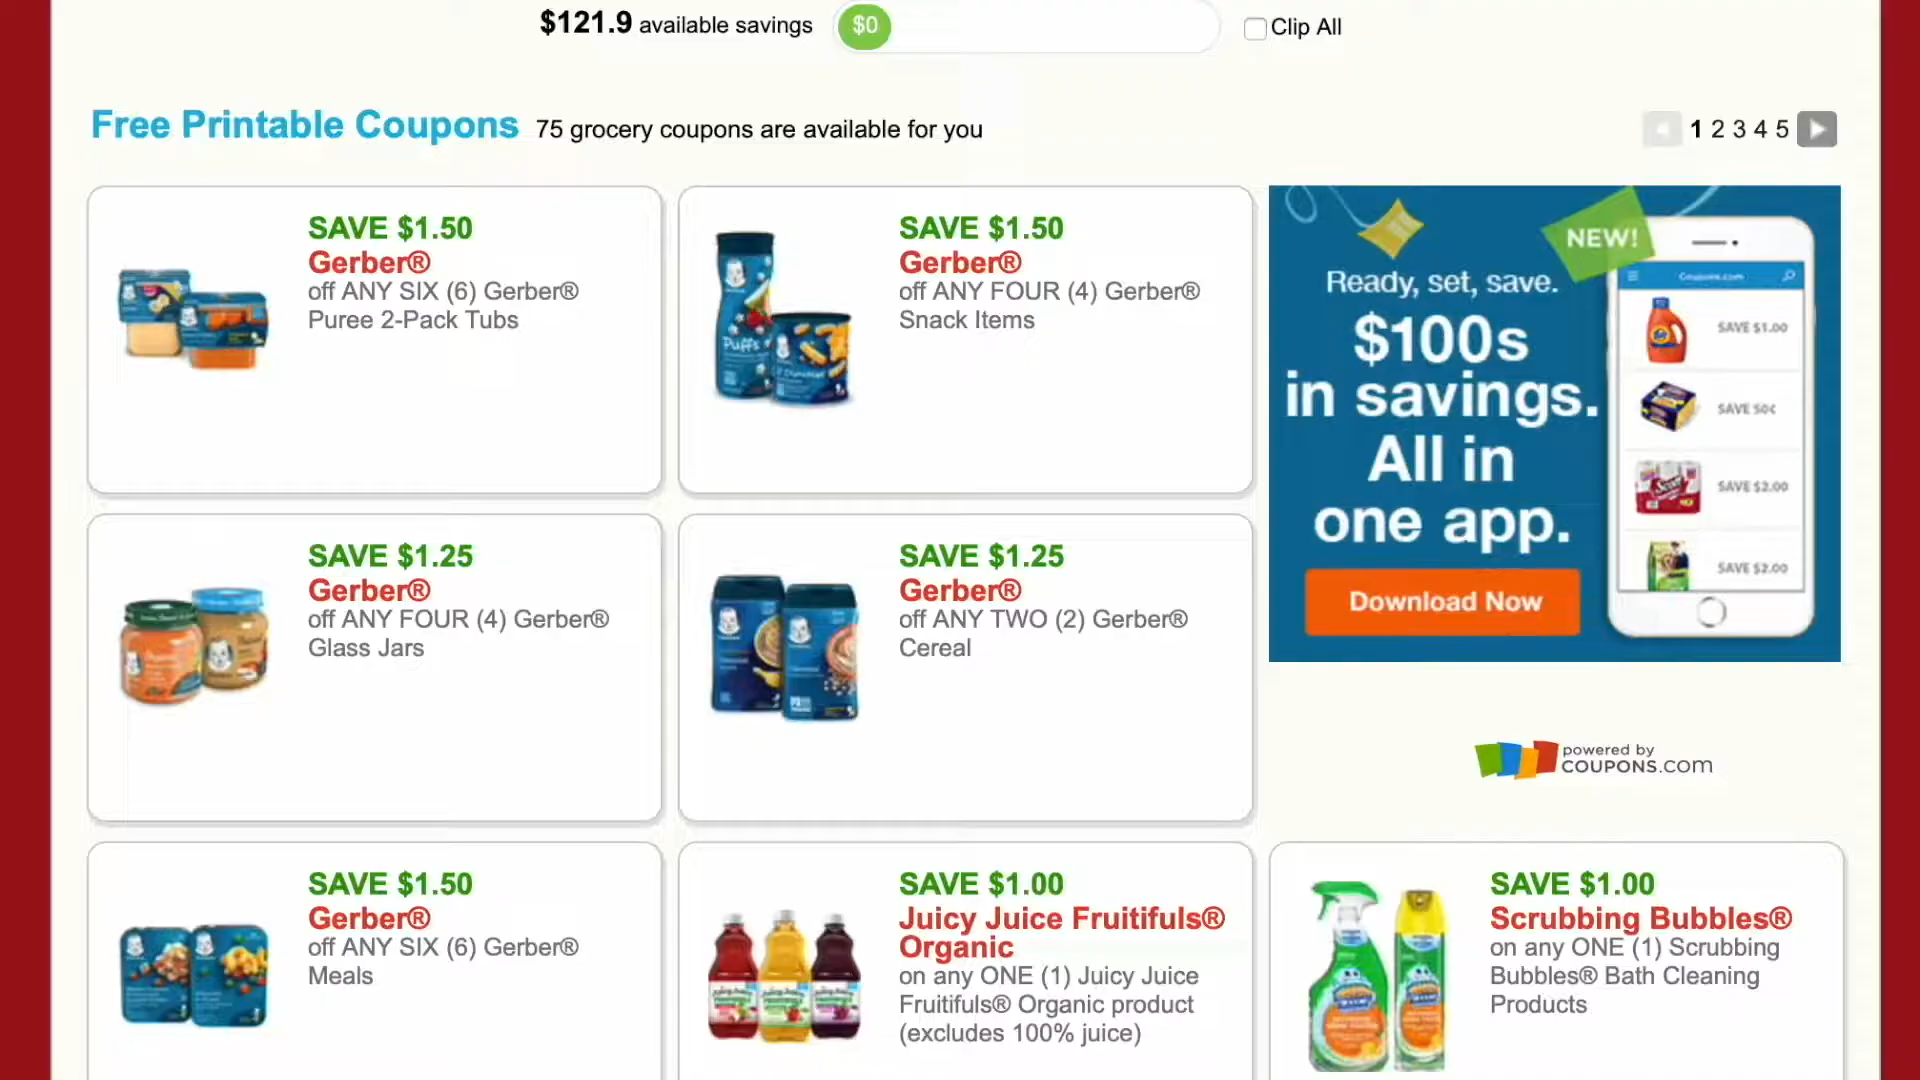 $121.9 available savings
$0
Clip All
Free Printable Coupons 75 grocery coupons are available for you
1 2 3 4 5
SAVE $1.50
Gerber®
off ANY SIX (6) Gerber®
Puree 2-Pack Tubs
SAVE $1.50
Gerber®
off ANY FOUR (4) Gerber®
Snack Items
Puffs
NEW!
Ready, set, save.
$100s
in savings.
All in
one app.
Download Now
Coupons.com
SAVE $1.00
SAVE 50¢
Scott
SAVE $2.00
SAVE $2.00
SAVE $1.25
Gerber®
off ANY FOUR (4) Gerber®
Glass Jars
SAVE $1.25
Gerber®
off ANY TWO (2) Gerber®
Cereal
powered by
COUPONS.com
SAVE $1.50
Gerber®
off ANY SIX (6) Gerber®
Meals
SAVE $1.00
Juicy Juice Fruitifuls®
Organic
on any ONE (1) Juicy Juice
Fruitifuls® Organic product
(excludes 100% juice)
SAVE $1.00
Scrubbing Bubbles®
on any ONE (1) Scrubbing
Bubbles® Bath Cleaning
Products